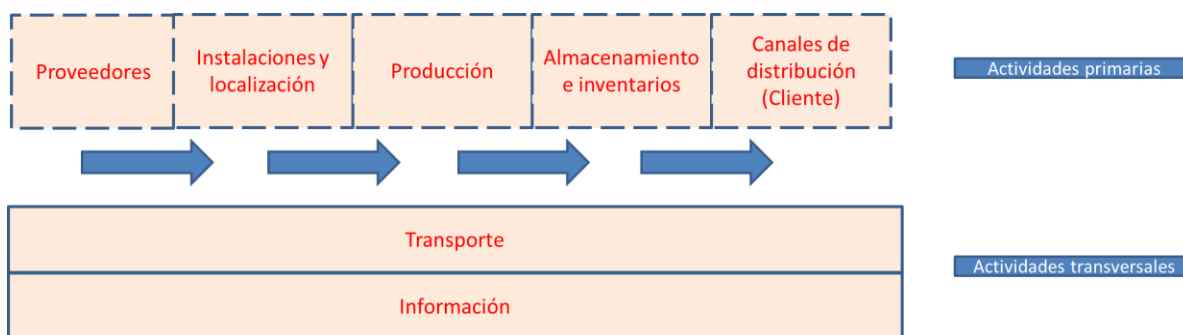 Proveedores
Instalaciones y
localización
Producción
Almacenamiento
e inventarios
Canales de
distribución
(Cliente)
Actividades primarias
Transporte
Información
Actividades transversales